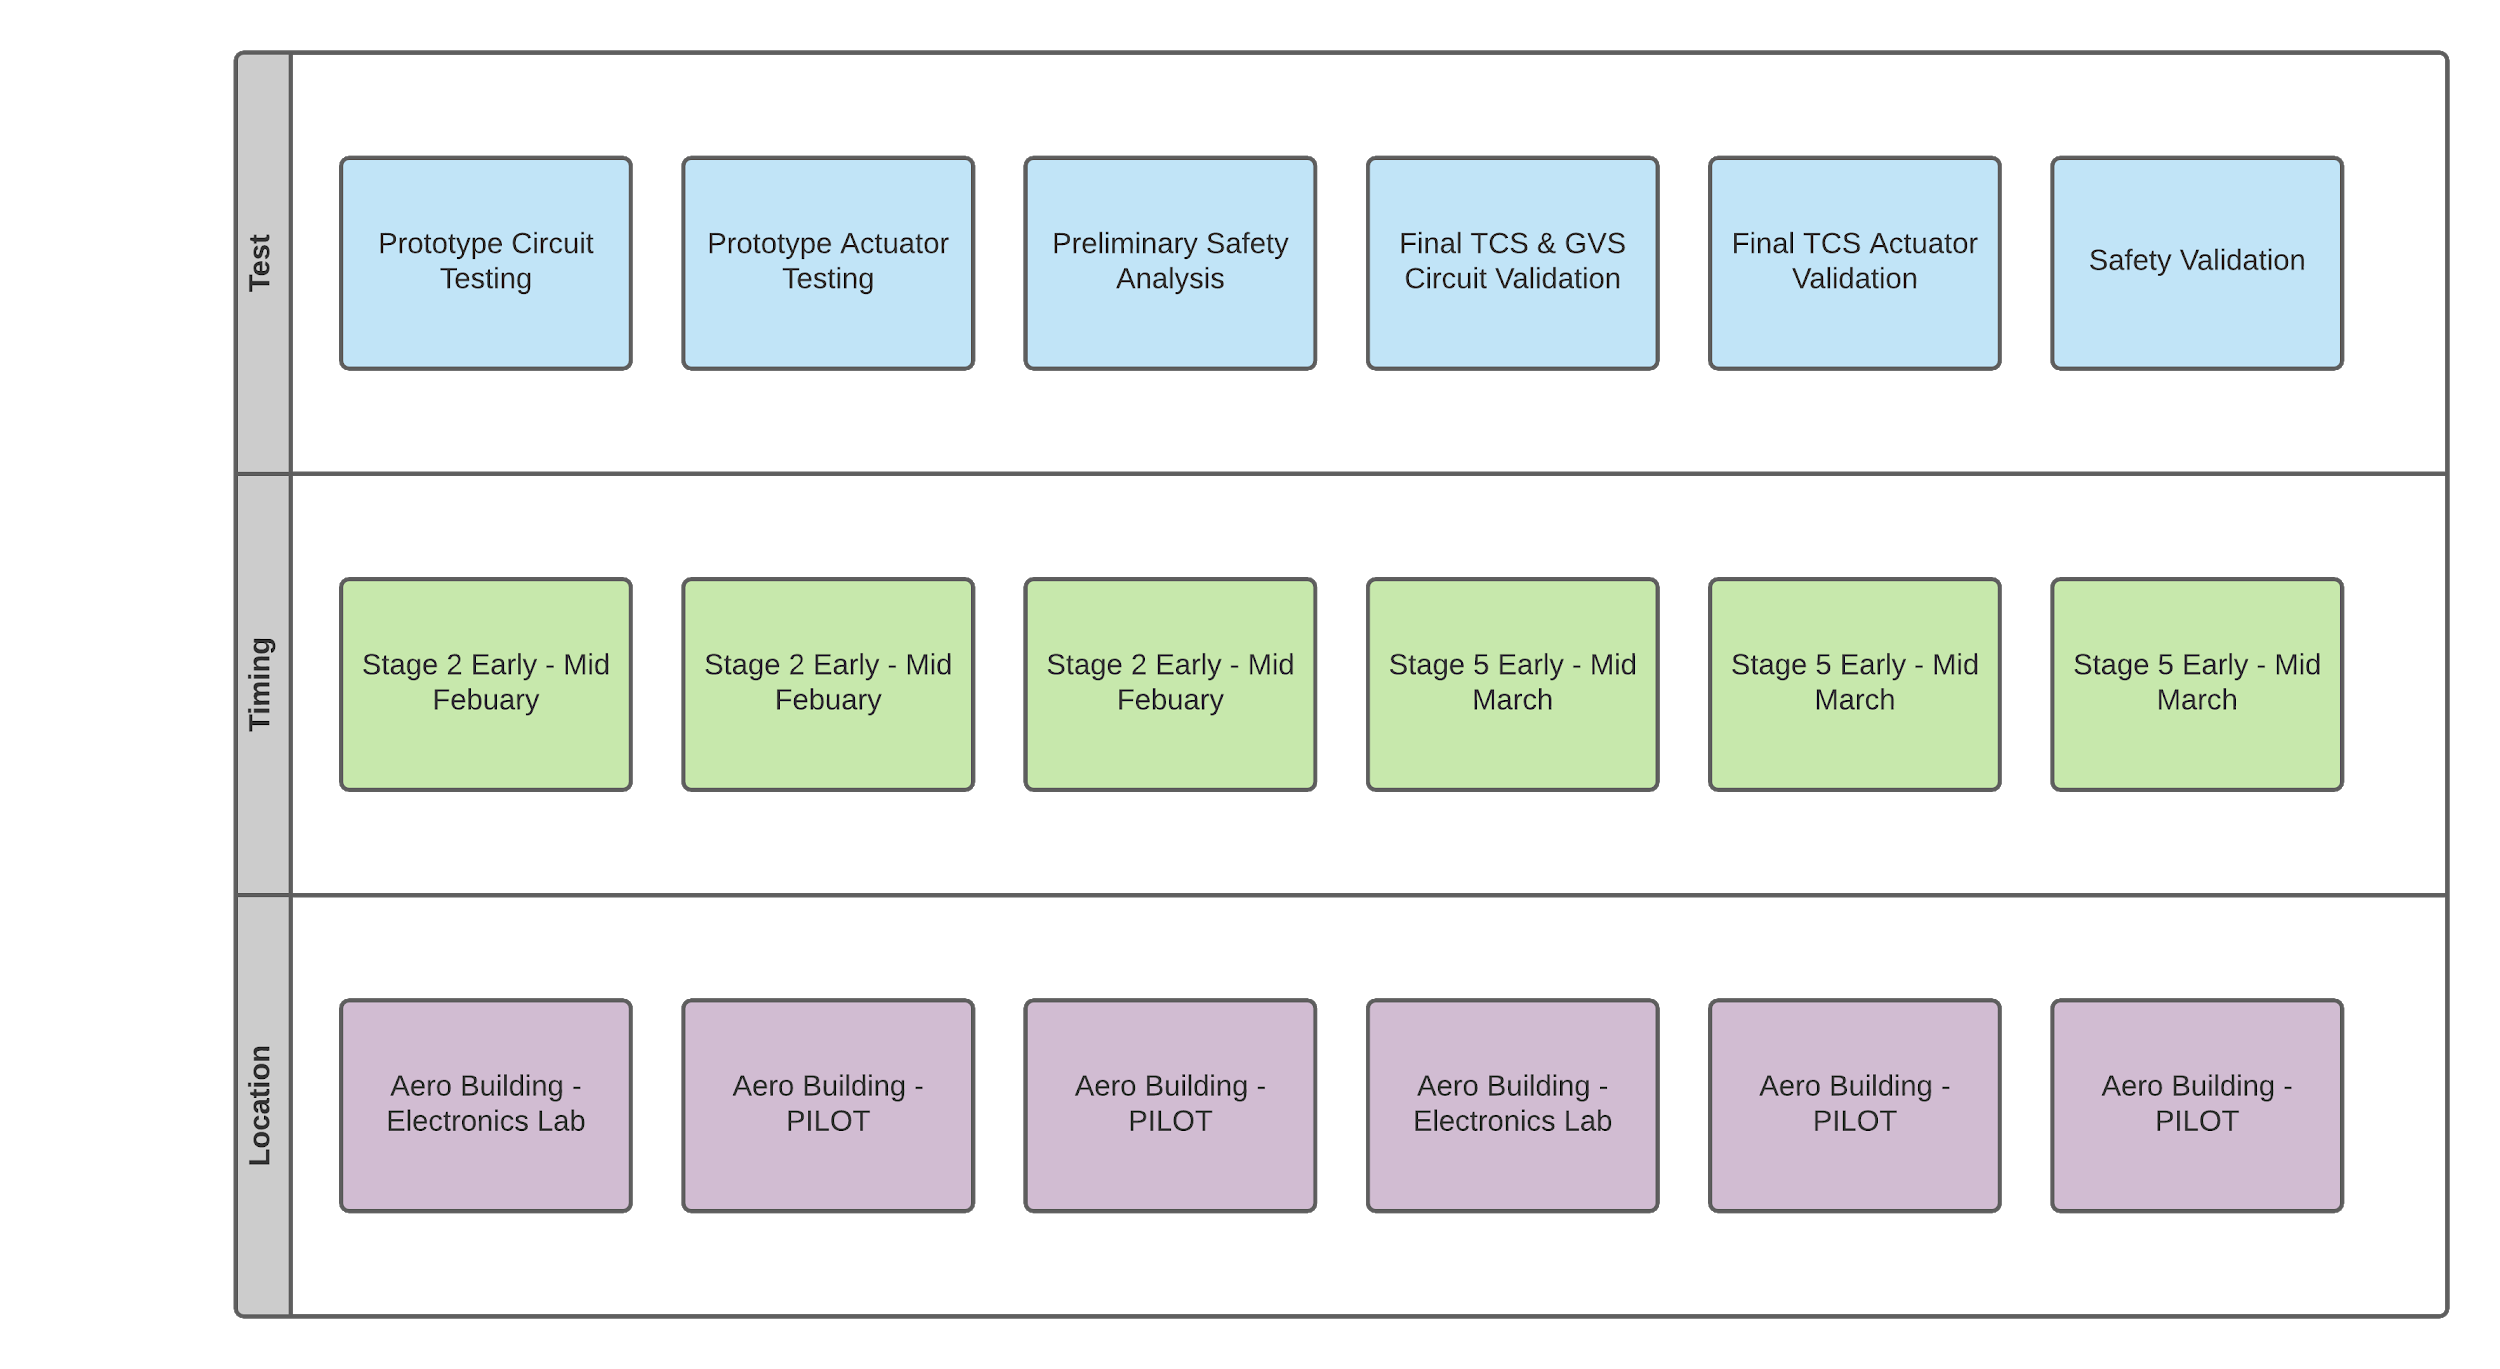 Test
Prototype Circuit
Testing
Prototype Actuator
Testing
Preliminary Safety
Analysis
Final TCS & GVS
Circuit Validation
Final TCS Actuator
Validation
Safety Validation
Timing
Stage 2 Early - Mid
Febuary
Stage 2 Early - Mid
Febuary
Stage 2 Early - Mid
Febuary
Stage 5 Early - Mid
March
Stage 5 Early - Mid
March
Stage 5 Early - Mid
March
Location
Aero Building -
Electronics Lab
Aero Building -
PILOT
Aero Building -
PILOT
Aero Building -
Electronics Lab
Aero Building -
PILOT
Aero Building -
PILOT